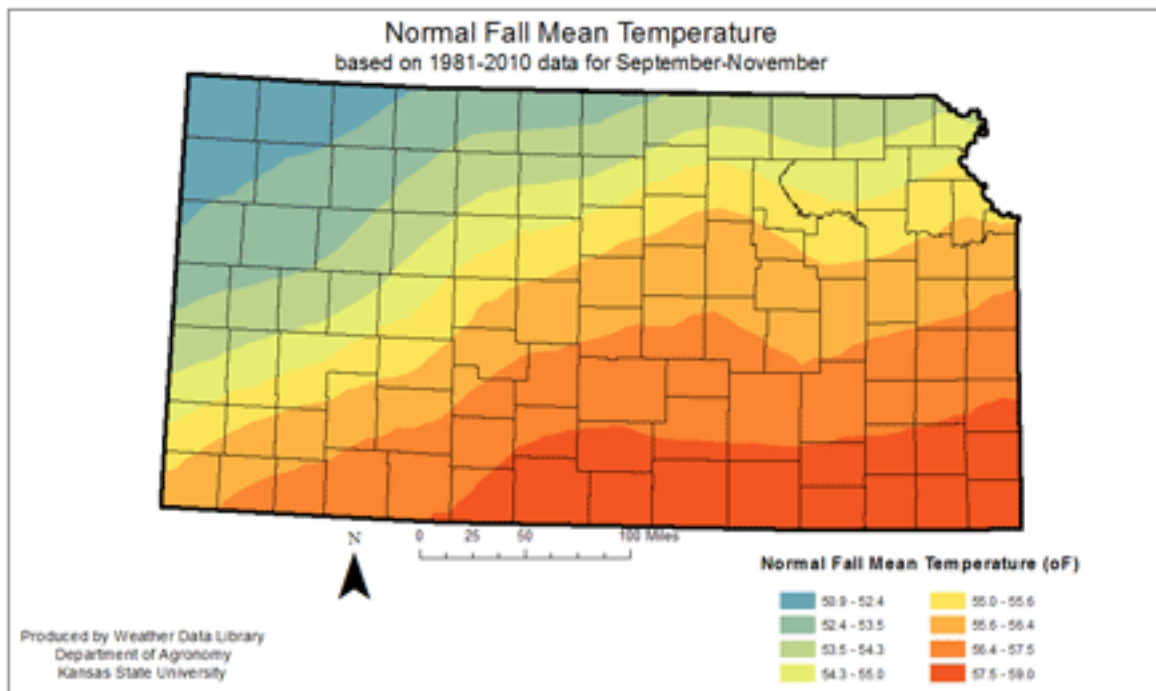 Normal Fall Mean Temperature
based on 1981-2010 data for September-November
N
0 25 50 100 Miles
Normal Fall Mean Temperature (oF)
50.9 - 52.4
52.4 - 53.5
53.5 - 54.3
54.3 - 55.0
55.0 - 55.6
55.6 - 56.4
56.4 - 57.5
57.5 - 59.0
Produced by Weather Data Library
Department of Agronomy
Kansas State University